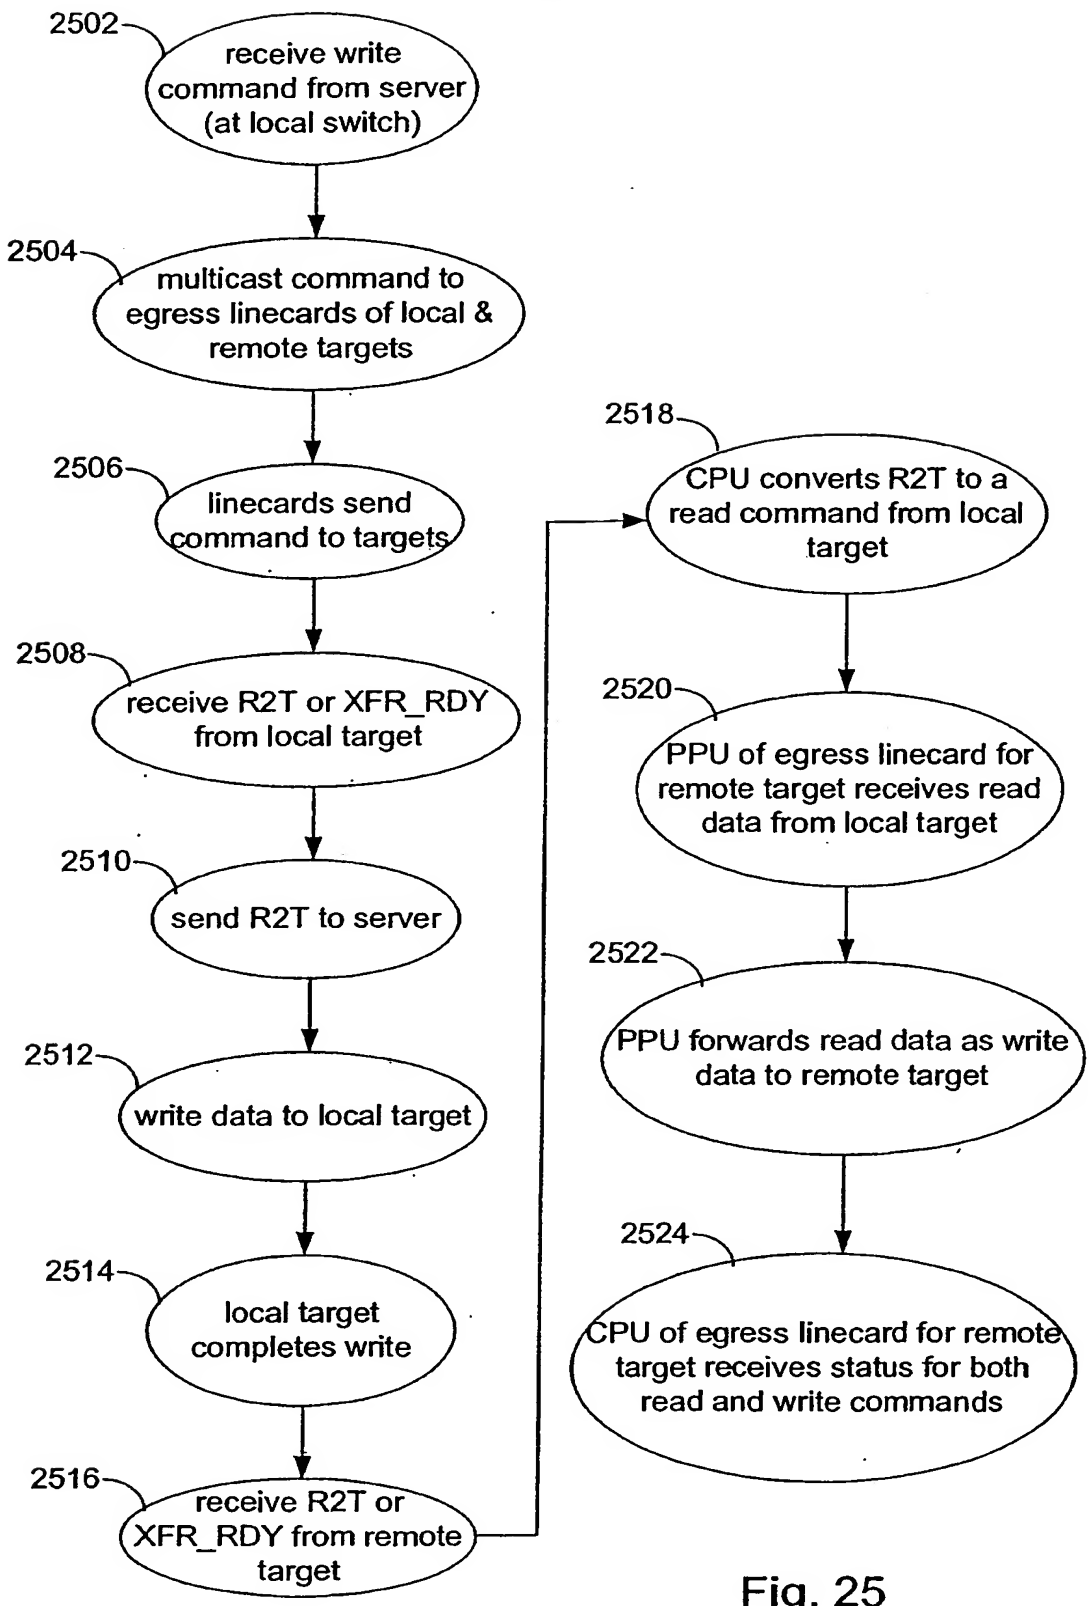 2502
receive write
command from server
(at local switch)
2504
multicast command to
egress linecards of local &
remote targets
2506
linecards send
command to targets
2508
receive R2T or XFR_RDY
from local target
2510
send R2T to server
2512
write data to local target
2514
local target
completes write
2516
receive R2T or
XFR_RDY from remote
target
2518
CPU converts R2T to a
read command from local
target
2520
PPU of egress linecard for
remote target receives read
data from local target
2522
PPU forwards read data as write
data to remote target
2524
CPU of egress linecard for remote
target receives status for both
read and write commands
Fig. 25